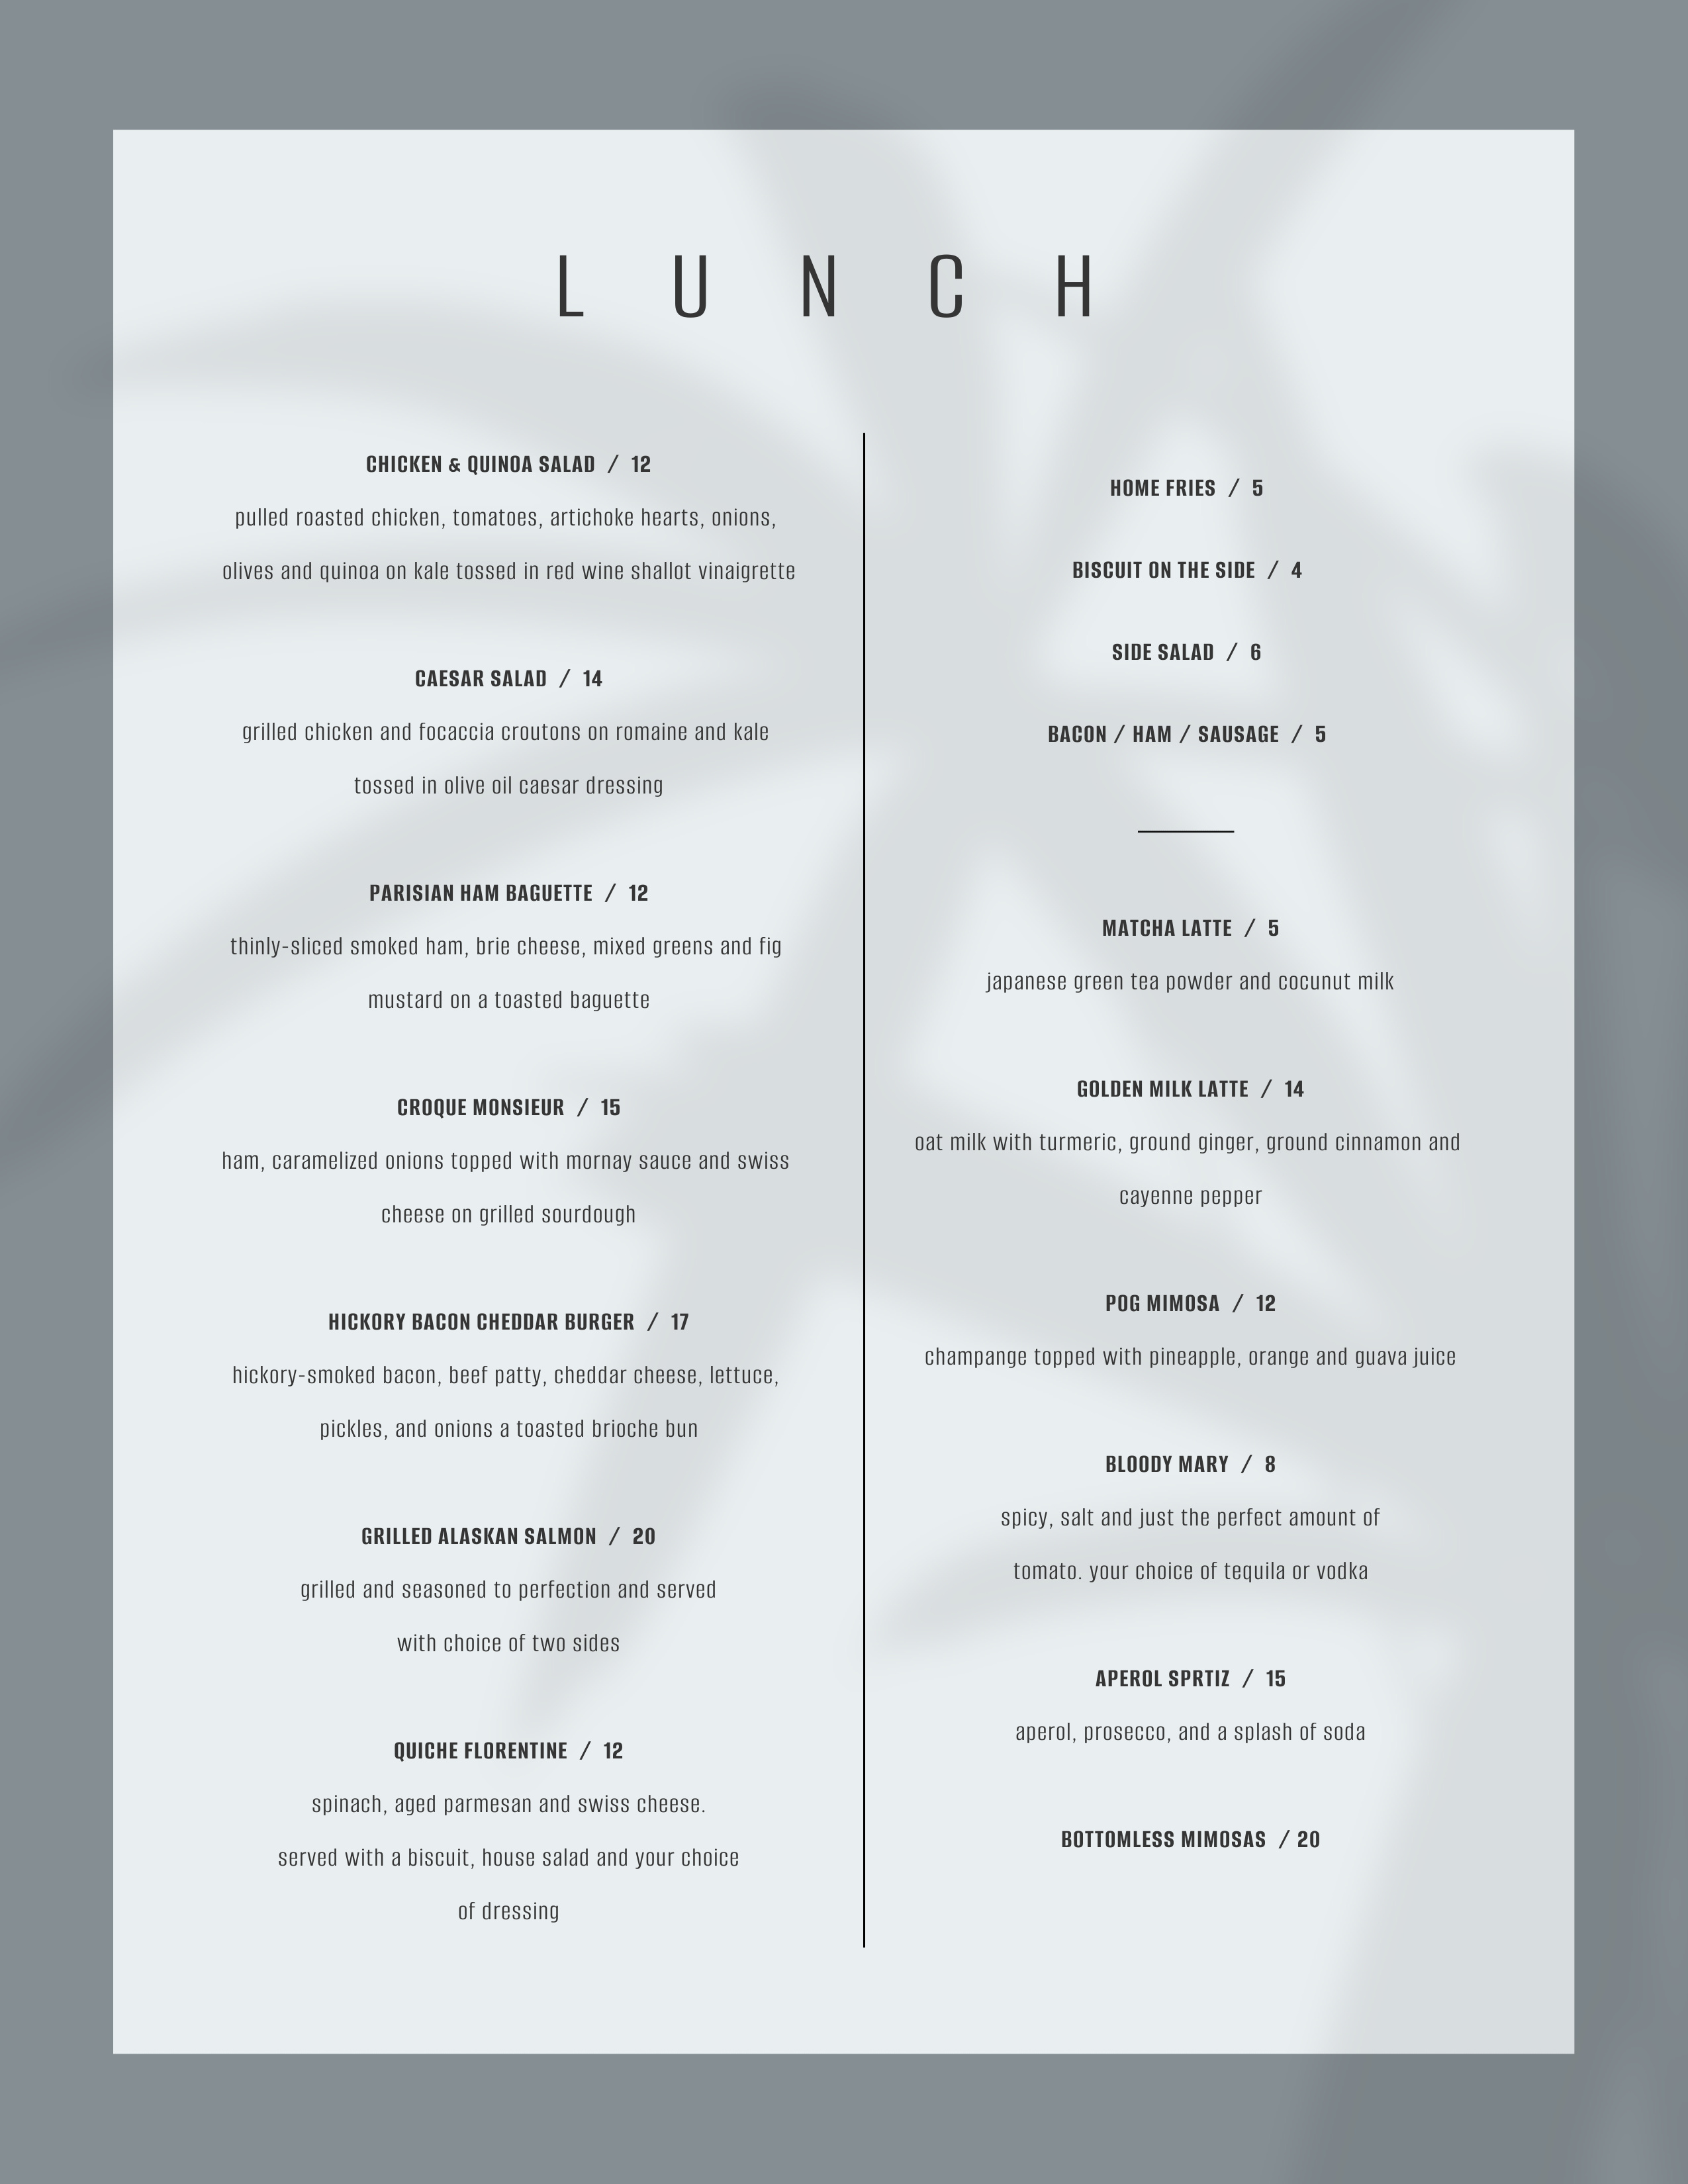 L U N C H
CHICKEN & QUINOA SALAD / 12
pulled roasted chicken, tomatoes, artichoke hearts, onions,
olives and quinoa on kale tossed in red wine shallot vinaigrette
CAESAR SALAD / 14
grilled chicken and focaccia croutons on romaine and kale
tossed in olive oil caesar dressing
PARISIAN HAM BAGUETTE / 12
thinly-sliced smoked ham, brie cheese, mixed greens and fig
mustard on a toasted baguette
CROQUE MONSIEUR / 15
ham, caramelized onions topped with mornay sauce and swiss
cheese on grilled sourdough
HICKORY BACON CHEDDAR BURGER / 17
hickory-smoked bacon, beef patty, cheddar cheese, lettuce,
pickles, and onions a toasted brioche bun
GRILLED ALASKAN SALMON / 20
grilled and seasoned to perfection and served
with choice of two sides
QUICHE FLORENTINE / 12
spinach, aged parmesan and swiss cheese.
served with a biscuit, house salad and your choice
of dressing
HOME FRIES / 5
BISCUIT ON THE SIDE / 4
SIDE SALAD / 6
BACON / HAM / SAUSAGE / 5
MATCHA LATTE / 5
japanese green tea powder and cocunut milk
GOLDEN MILK LATTE / 14
oat milk with turmeric, ground ginger, ground cinnamon and
cayenne pepper
POG MIMOSA / 12
champange topped with pineapple, orange and guava juice
BLOODY MARY / 8
spicy, salt and just the perfect amount of
tomato. your choice of tequila or vodka
APEROL SPRTIZ / 15
aperol, prosecco, and a splash of soda
BOTTOMLESS MIMOSAS / 20